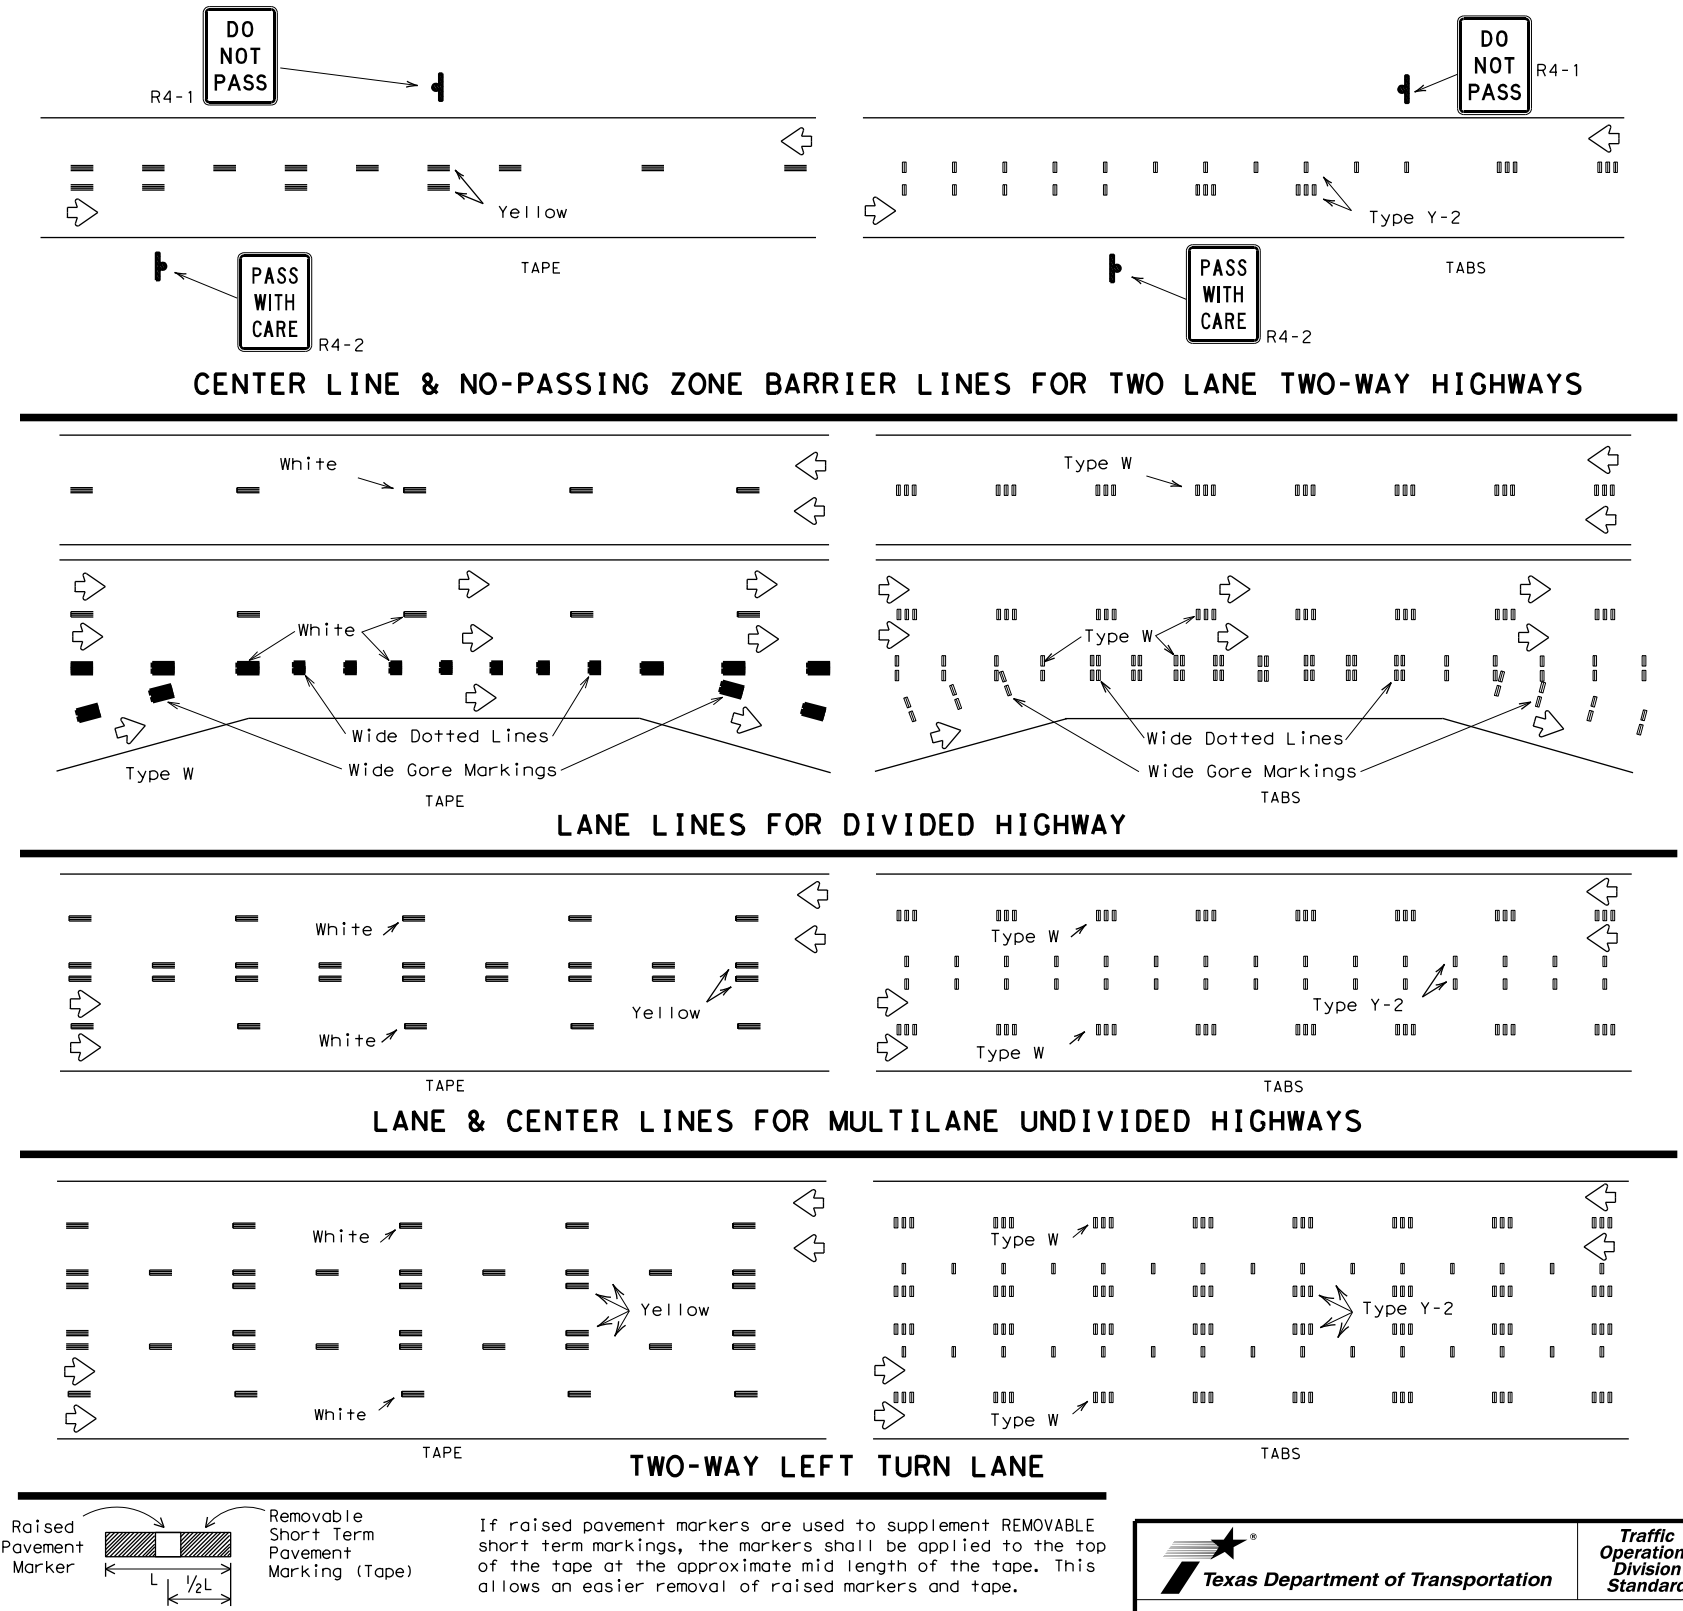 DO
NOT
PASS
R4-1
DO
NOT
PASS
R4-1
Yellow
Type Y-2
PASS
WITH
CARE
R4-2
TAPE
PASS
WITH
CARE
R4-2
TABS
CENTER LINE & NO-PASSING ZONE BARRIER LINES FOR TWO LANE TWO-WAY HIGHWAYS
White
Type W
White
Type W
Wide Dotted Lines
Wide Gore Markings
Type W
TAPE
Wide Dotted Lines
Wide Gore Markings
TABS
LANE LINES FOR DIVIDED HIGHWAY
White
Type W
Yellow
Type Y-2
White
Type W
TAPE
TABS
LANE & CENTER LINES FOR MULTILANE UNDIVIDED HIGHWAYS
White
Type W
Yellow
Type Y-2
White
Type W
TAPE
TABS
TWO-WAY LEFT TURN LANE
Raised
Pavement
Marker
L
1/2L
Removable
Short Term
Pavement
Marking (Tape)
If raised pavement markers are used to supplement REMOVABLE
short term markings, the markers shall be applied to the top
of the tape at the approximate mid length of the tape. This
allows an easier removal of raised markers and tape.
®
Texas Department of Transportation
Traffic
Operation
Division
Standard